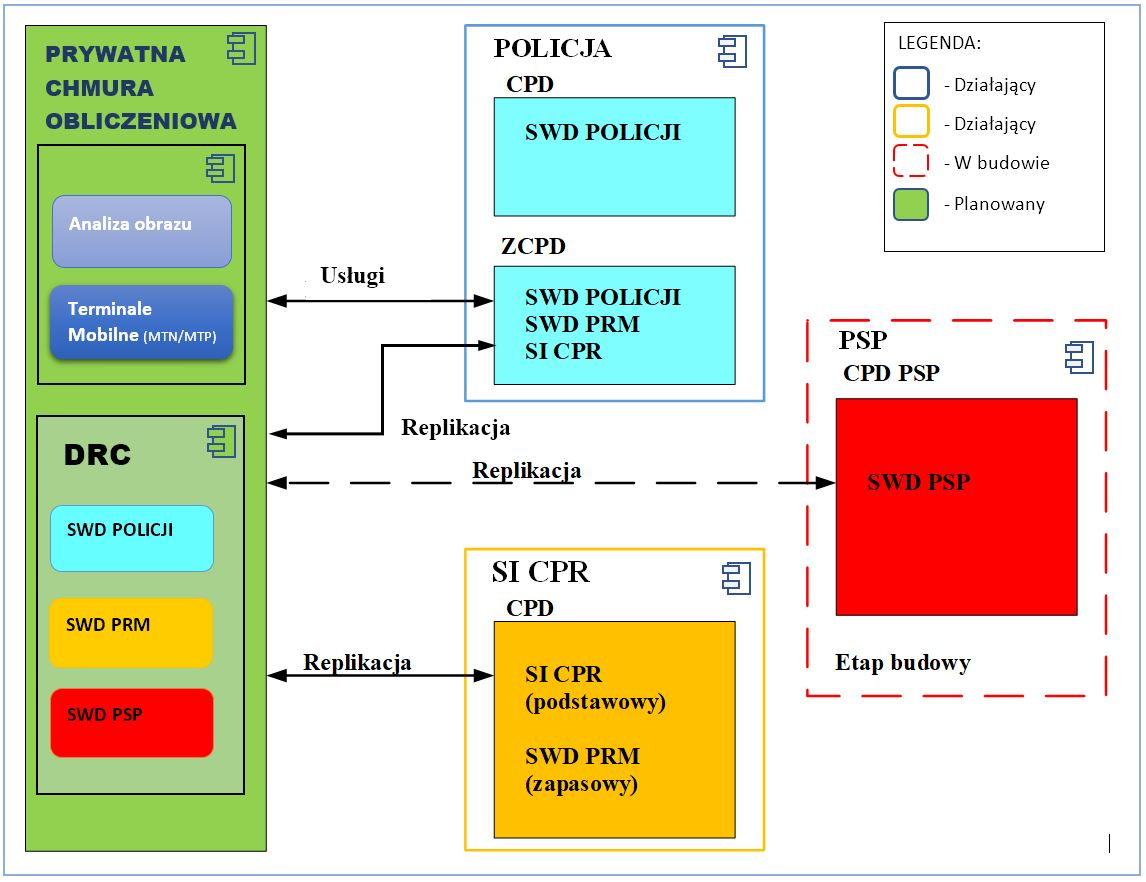 PRYWATNA
CHMURA
OBLICZENIOWA
Analiza obrazu
Terminale
Mobilne (MTN/MTP)
DRC
SWD POLICJI
SWD PRM
SWD PSP
Usługi
Replikacja
Replikacja
Replikacja
POLICJA
CPD
SWD POLICJI
ZCPD
SWD POLICJI
SWD PRM
SI CPR
SI CPR
CPD
SI CPR
(podstawowy)
SWD PRM
(zapasowy)
LEGENDA:
- Działający
- Działający
- W budowie
- Planowany
PSP
CPD PSP
SWD PSP
Etap budowy